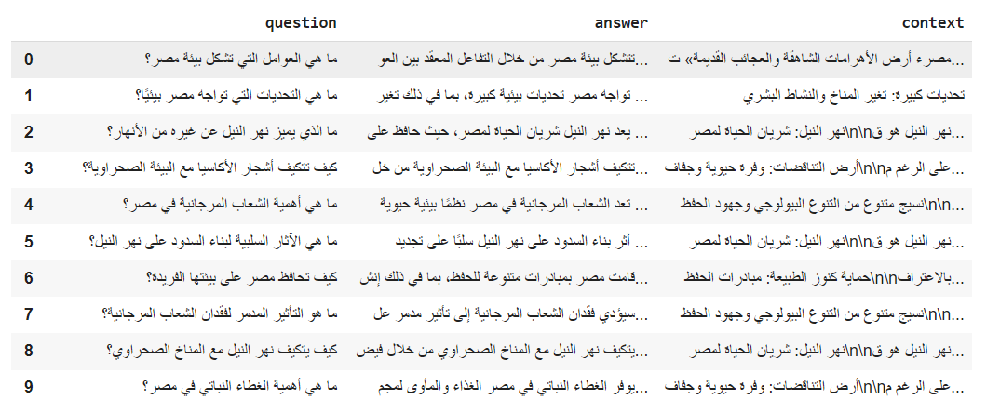 question answer context
0 ما هي العوامل التي تشكل بيئة مصر؟ تتشكل بيئة مصر من خلال التفاعل المعقد بين العو... مصرء أرض الأهرامات الشاهقة والعجائب القديمة» ت...
1 ما هي التحديات التي تواجه مصر بيئيًا؟ تواجه مصر تحديات بيئية كبيرة، بما في ذلك تغير ... تحديات كبيرة: تغير المناخ والنشاط البشري
2 ما الذي يميز نهر النيل عن غيره من الأنهار؟ يعد نهر النيل شريان الحياة لمصر، حيث حافظ على ... نهر النيل: شريان الحياة لمصر\n\nنهر النيل هو ق...
3 كيف تتكيف أشجار الأكاسيا مع البيئة الصحراوية؟ تتكيف أشجار الأكاسيا مع البيئة الصحراوية من خل... أرض التناقضات: وفرة حيوية وجفاف\n\nعلى الرغم م...
4 ما هي أهمية الشعاب المرجانية في مصر؟ تعد الشعاب المرجانية في مصر نظمًا بيئية حيوية ... نسيج متنوع من التنوع البيولوجي وجهود الحفظ\n\n...
5 ما هي الآثار السلبية لبناء السدود على نهر النيل؟ أثر بناء السدود على نهر النيل سلبًا على تجديد ... نهر النيل: شريان الحياة لمصر\n\nنهر النيل هو ق...
6 كيف تحافظ مصر على بيئتها الفريدة؟ قامت مصر بمبادرات متنوعة للحفظ، بما في ذلك إنش... حماية كنوز الطبيعة: مبادرات الحفظ\n\nبالاعتراف...
7 ما هو التأثير المدمر لفقدان الشعاب المرجانية؟ سيؤدي فقدان الشعاب المرجانية إلى تأثير مدمر عل... نسيج متنوع من التنوع البيولوجي وجهود الحفظ\n\n...
8 كيف يتكيف نهر النيل مع المناخ الصحراوي؟ يتكيف نهر النيل مع المناخ الصحراوي من خلال فيض... نهر النيل: شريان الحياة لمصر\n\nنهر النيل هو ق...
9 ما هي أهمية الغطاء النباتي في مصر؟ يوفر الغطاء النباتي في مصر الغذاء والمأوى لمجم... أرض التناقضات: وفرة حيوية وجفاف\n\nعلى الرغم م...